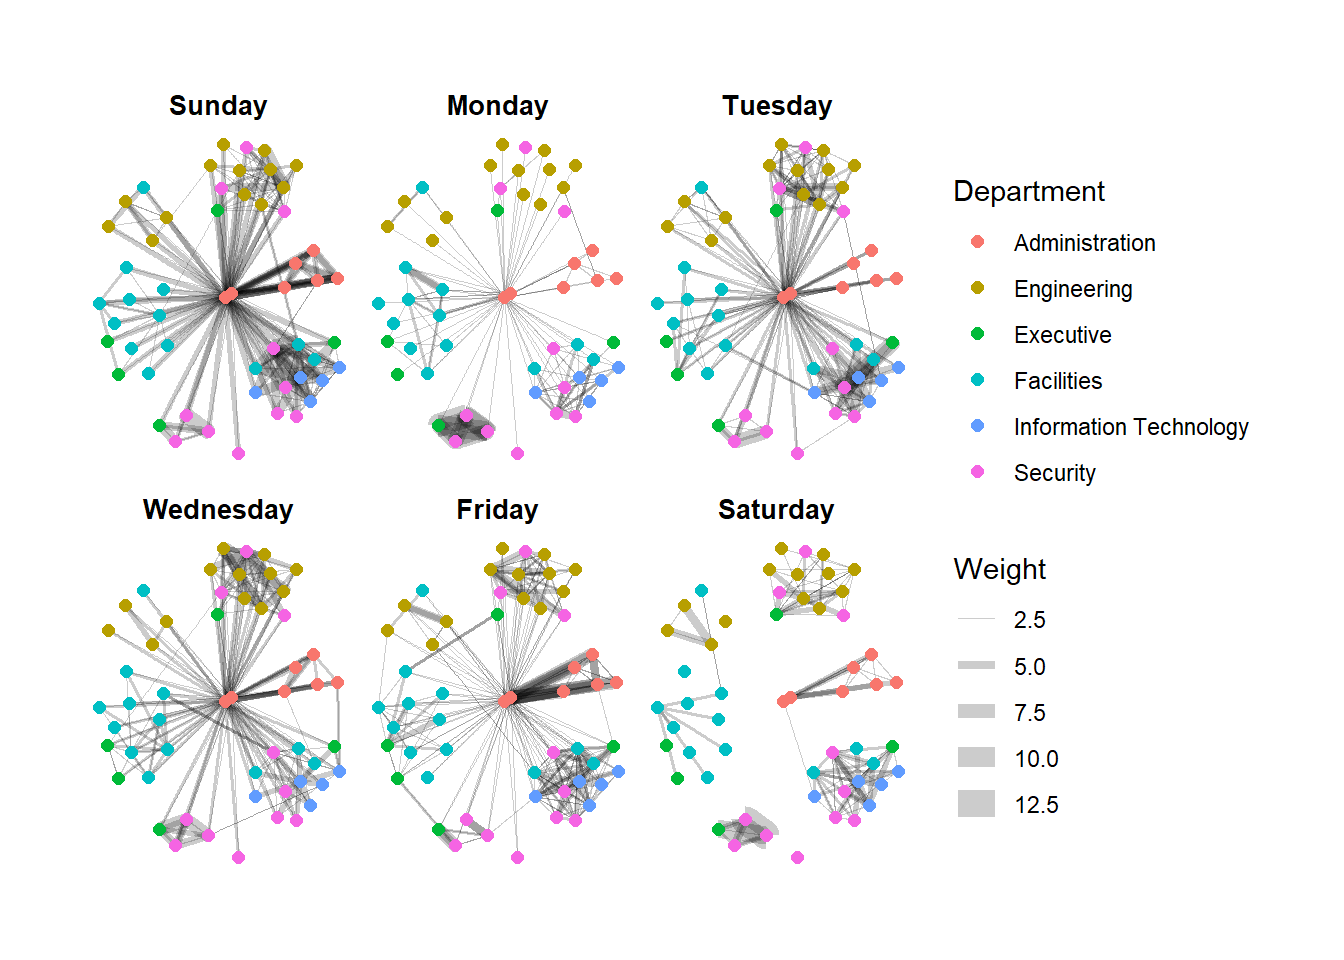 Sunday
Monday
Tuesday
Wednesday
Friday
Saturday
Department
Administration
Engineering
Executive
Facilities
Information Technology
Security
Weight
2.5
5.0
7.5
10.0
12.5